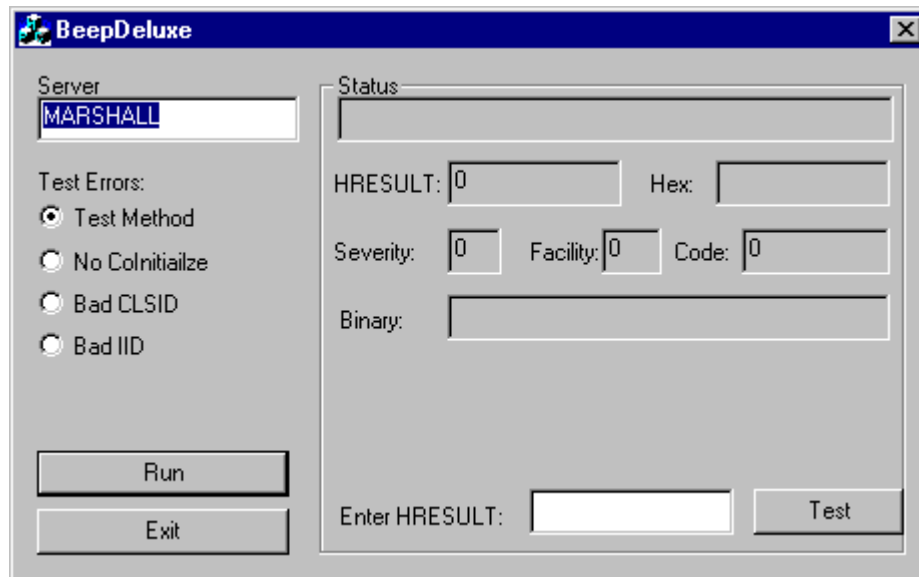 BeepDeluxe
Server
MARSHALL
Test Errors:
Test Method
No CoInitiailze
Bad CLSID
Bad IID
Run
Exit
Status
HRESULT: 0 Hex:
Severity: 0 Facility: 0 Code: 0
Binary:
Enter HRESULT: Test